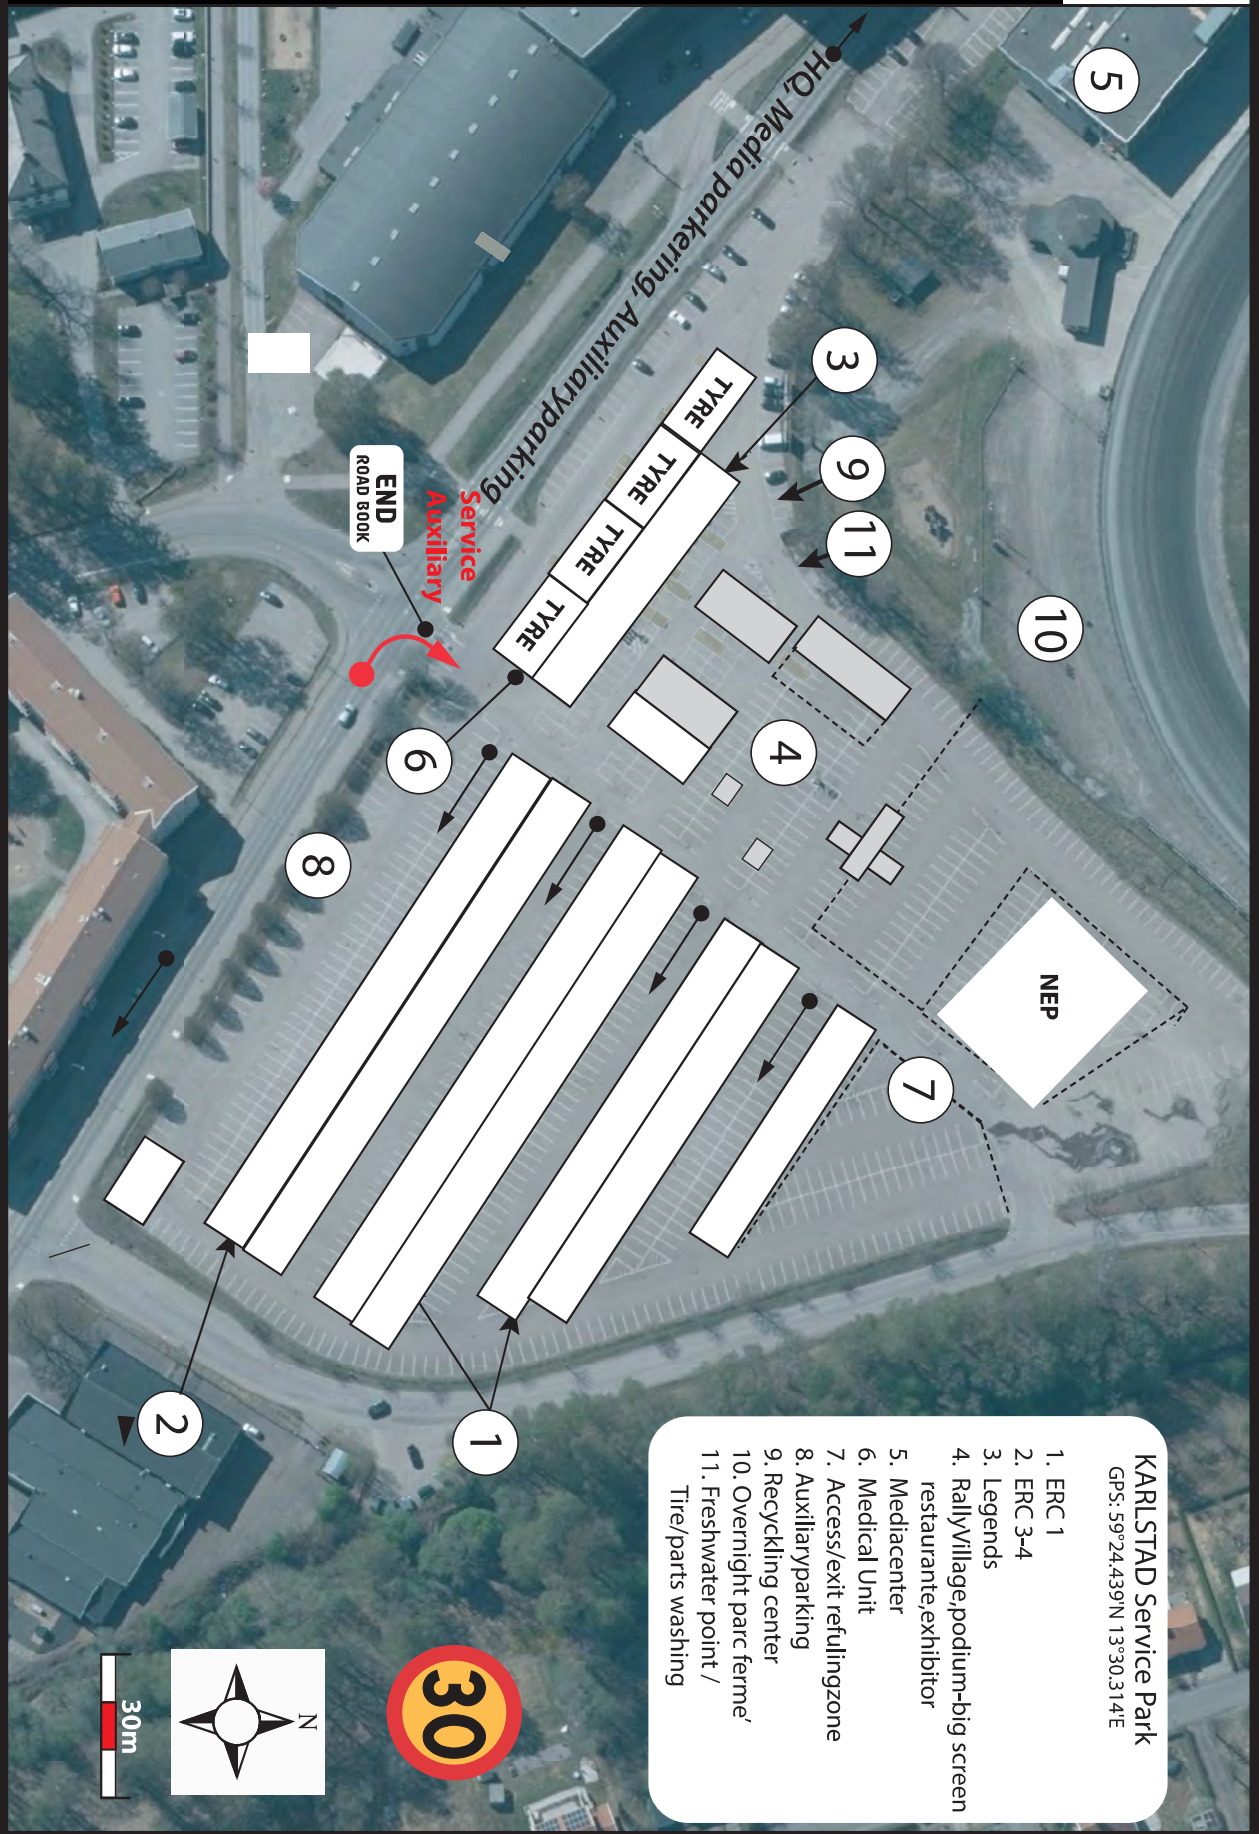 KARLSTAD Service Park
GPS: 59°24.439'N 13°30.314'E
1. ERC 1
2. ERC 3-4
3. Legends
4. RallyVillage,podium-big screen
restaurante,exhibitor
5. Mediacenter
6. Medical Unit
7. Access/exit refulingzone
8. Auxiliaryparking
9. Recyckling center
10. Overnight parc ferme'
11. Freshwater point /
Tire/parts washing
5
HQ, Media parkering, Auxiliaryparking
3
9
11
10
TYRE
TYRE
TYRE
TYRE
END
ROAD BOOK
Service
Auxiliary
4
6
8
NEP
7
2
1
30
N
30m